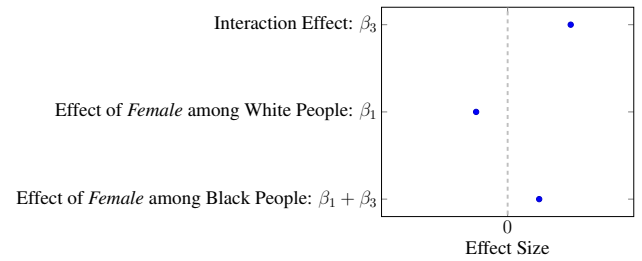 Interaction Effect: β₃
Effect of Female among White People: β₁
Effect of Female among Black People: β₁ + β₃
0
Effect Size